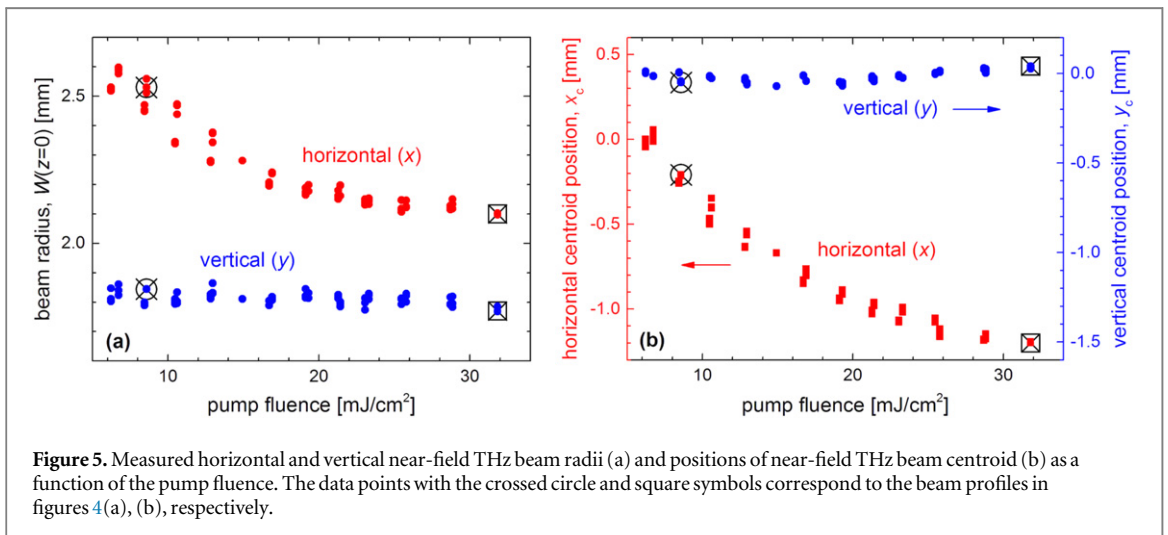 2.5
2.0
beam radius, W(z=0) [mm]
horizontal (x)
vertical (y)
(a)
10
20
30
pump fluence [mJ/cm²]
0.5
0.0
-0.5
-1.0
horizontal centroid position, x_c [mm]
vertical (y)
horizontal (x)
(b)
10
20
30
pump fluence [mJ/cm²]
0.0
-0.5
-1.0
-1.5
vertical centroid position, y_c [mm]
Figure 5. Measured horizontal and vertical near-field THz beam radii (a) and positions of near-field THz beam centroid (b) as a
function of the pump fluence. The data points with the crossed circle and square symbols correspond to the beam profiles in
figures 4(a), (b), respectively.